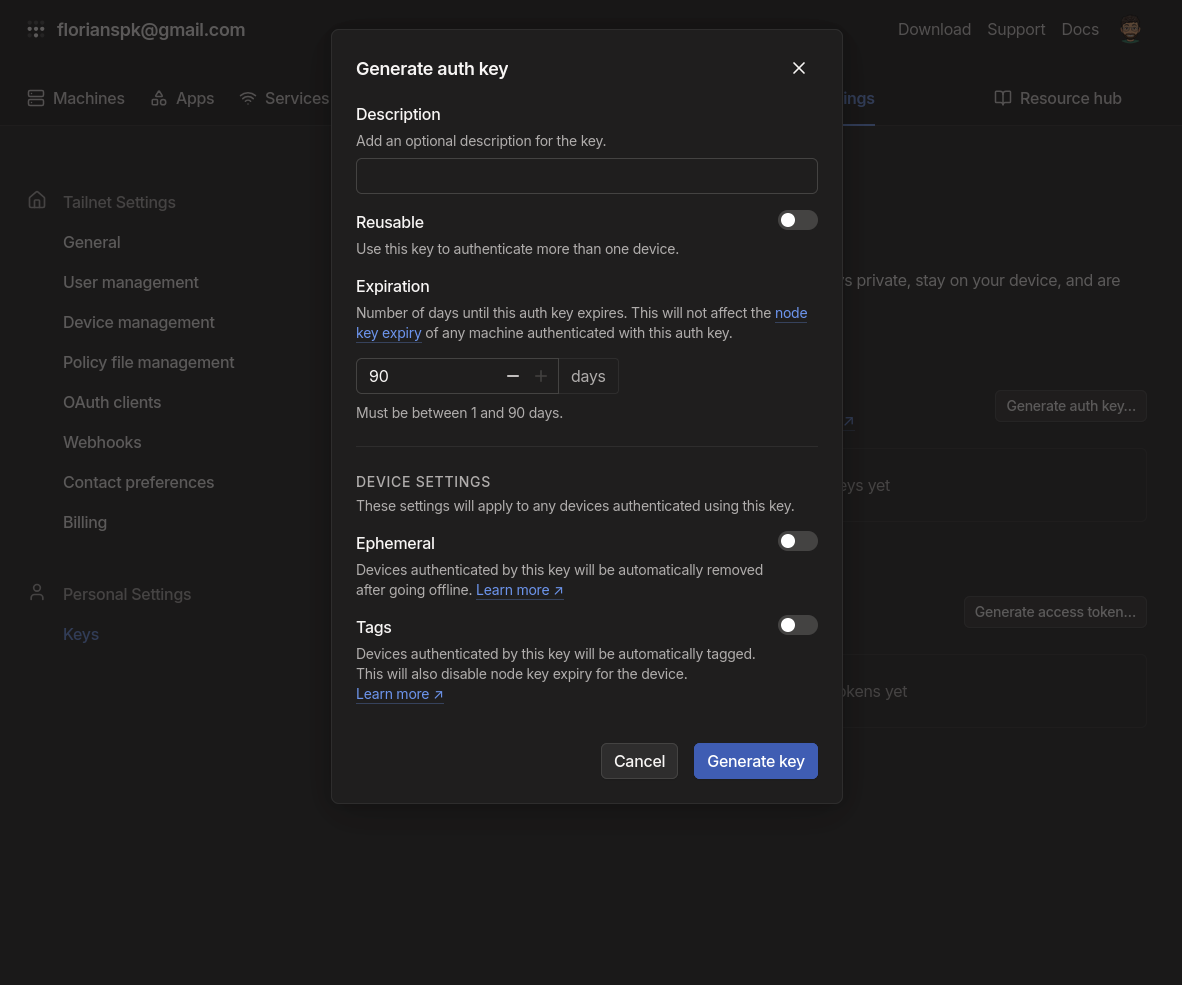 florianspk@gmail.com
Download Support Docs
Machines Apps Services
ings
Resource hub
Tailnet Settings
General
User management
Device management
Policy file management
OAuth clients
Webhooks
Contact preferences
Billing
Personal Settings
Keys
Generate auth key
Description
Add an optional description for the key.
Reusable
Use this key to authenticate more than one device.
Expiration
Number of days until this auth key expires. This will not affect the node
key expiry of any machine authenticated with this auth key.
90 days
Must be between 1 and 90 days.
DEVICE SETTINGS
These settings will apply to any devices authenticated using this key.
Ephemeral
Devices authenticated by this key will be automatically removed
after going offline. Learn more ↗
Tags
Devices authenticated by this key will be automatically tagged.
This will also disable node key expiry for the device.
Learn more ↗
Cancel Generate key
s private, stay on your device, and are
↗
Generate auth key...
eys yet
Generate access token...
okens yet